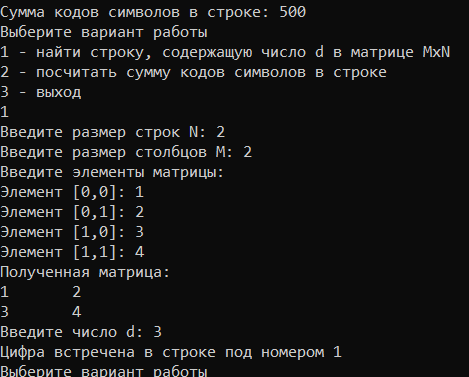 Сумма кодов символов в строке: 500
Выберите вариант работы
1 - найти строку, содержащую число d в матрице MxN
2 - посчитать сумму кодов символов в строке
3 - выход
1
Введите размер строк N: 2
Введите размер столбцов M: 2
Введите элементы матрицы:
Элемент [0,0]: 1
Элемент [0,1]: 2
Элемент [1,0]: 3
Элемент [1,1]: 4
Полученная матрица:
1 2
3 4
Введите число d: 3
Цифра встречена в строке под номером 1
Выберите вариант работы